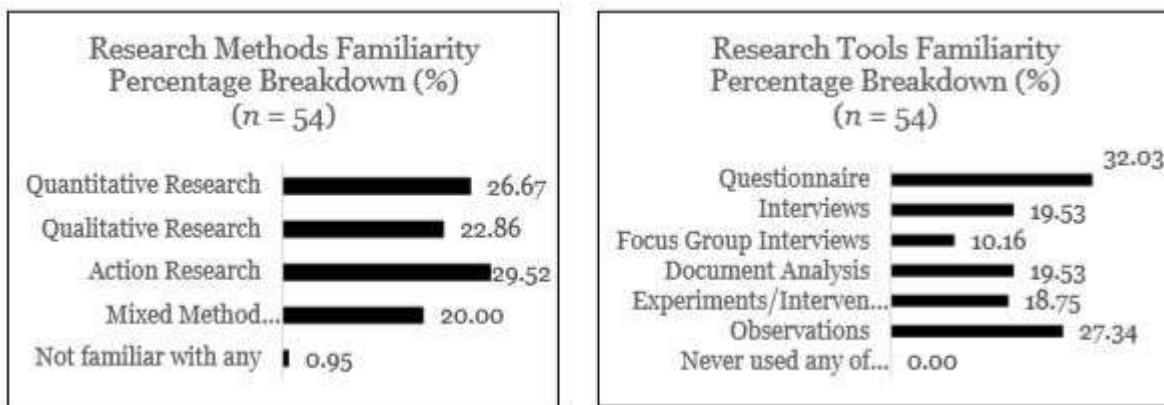 Research Methods Familiarity
Percentage Breakdown (%)
(n = 54)
Quantitative Research 26.67
Qualitative Research 22.86
Action Research 29.52
Mixed Method... 20.00
Not familiar with any 0.95
Research Tools Familiarity
Percentage Breakdown (%)
(n = 54)
Questionnaire 32.03
Interviews 19.53
Focus Group Interviews 10.16
Document Analysis 19.53
Experiments/Interven... 18.75
Observations 27.34
Never used any of... 0.00